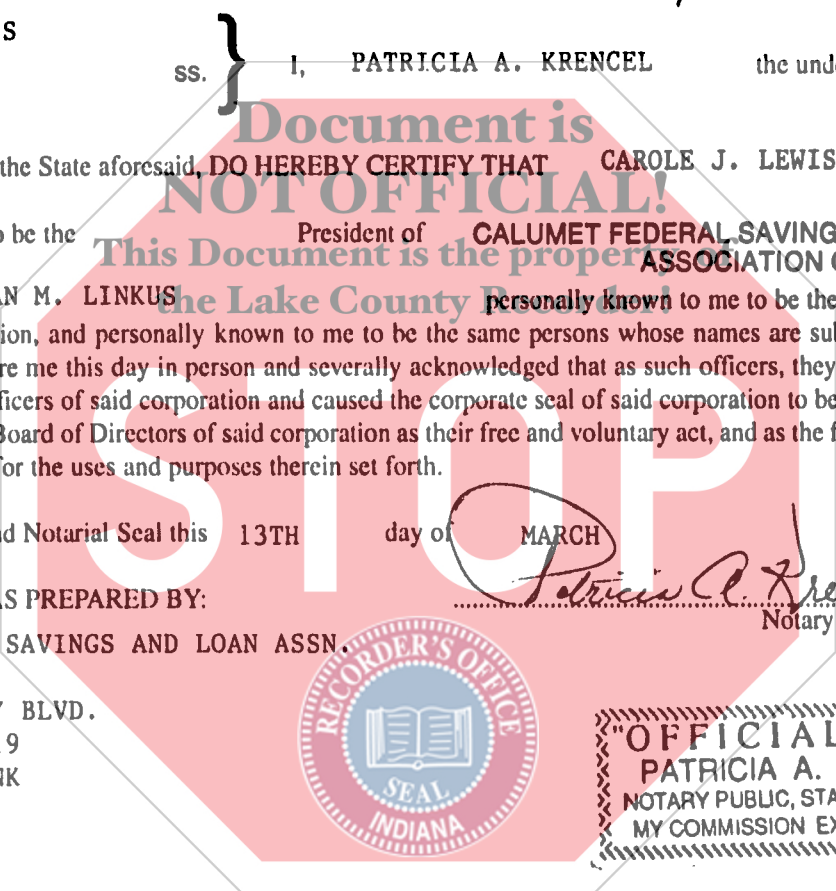 S
ss. } I, PATRICIA A. KRENCEL the und
Document is
the State aforesaid, DO HEREBY CERTIFY THAT CAROLE J. LEWIS
NOT OFFICIAL!
o be the President of CALUMET FEDERAL SAVING
This Document is the property of
ASSOCIATION
AN M. LINKUS personally known to me to be the
the Lake County Recorder!
ion, and personally known to me to be the same persons whose names are su
re me this day in person and severally acknowledged that as such officers, they
ficers of said corporation and caused the corporate seal of said corporation to be
Board of Directors of said corporation as their free and voluntary act, and as the f
for the uses and purposes therein set forth.
STOP
nd Notarial Seal this 13TH day of MARCH
Patricia A. Kre
AS PREPARED BY:
Notary
SAVINGS AND LOAN ASSN.
RECORDER'S OFFICE
Y BLVD.
"OFFICIAL
9
PATRICIA A.
NK
SEAL
NOTARY PUBLIC, STA
INDIANA
MY COMMISSION EX